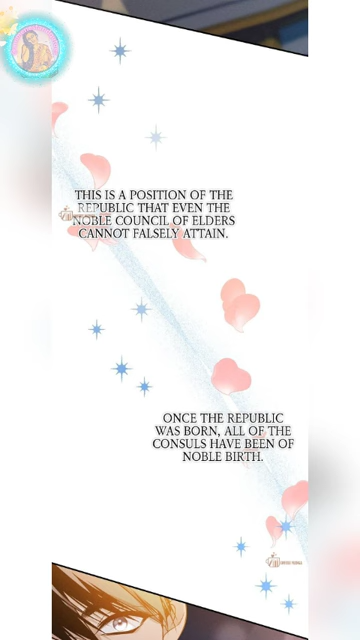 THIS IS A POSITION OF THE
REPUBLIC THAT EVEN THE
NOBLE COUNCIL OF ELDERS
CANNOT FALSELY ATTAIN.
ONCE THE REPUBLIC
WAS BORN, ALL OF THE
CONSULS HAVE BEEN OF
NOBLE BIRTH.